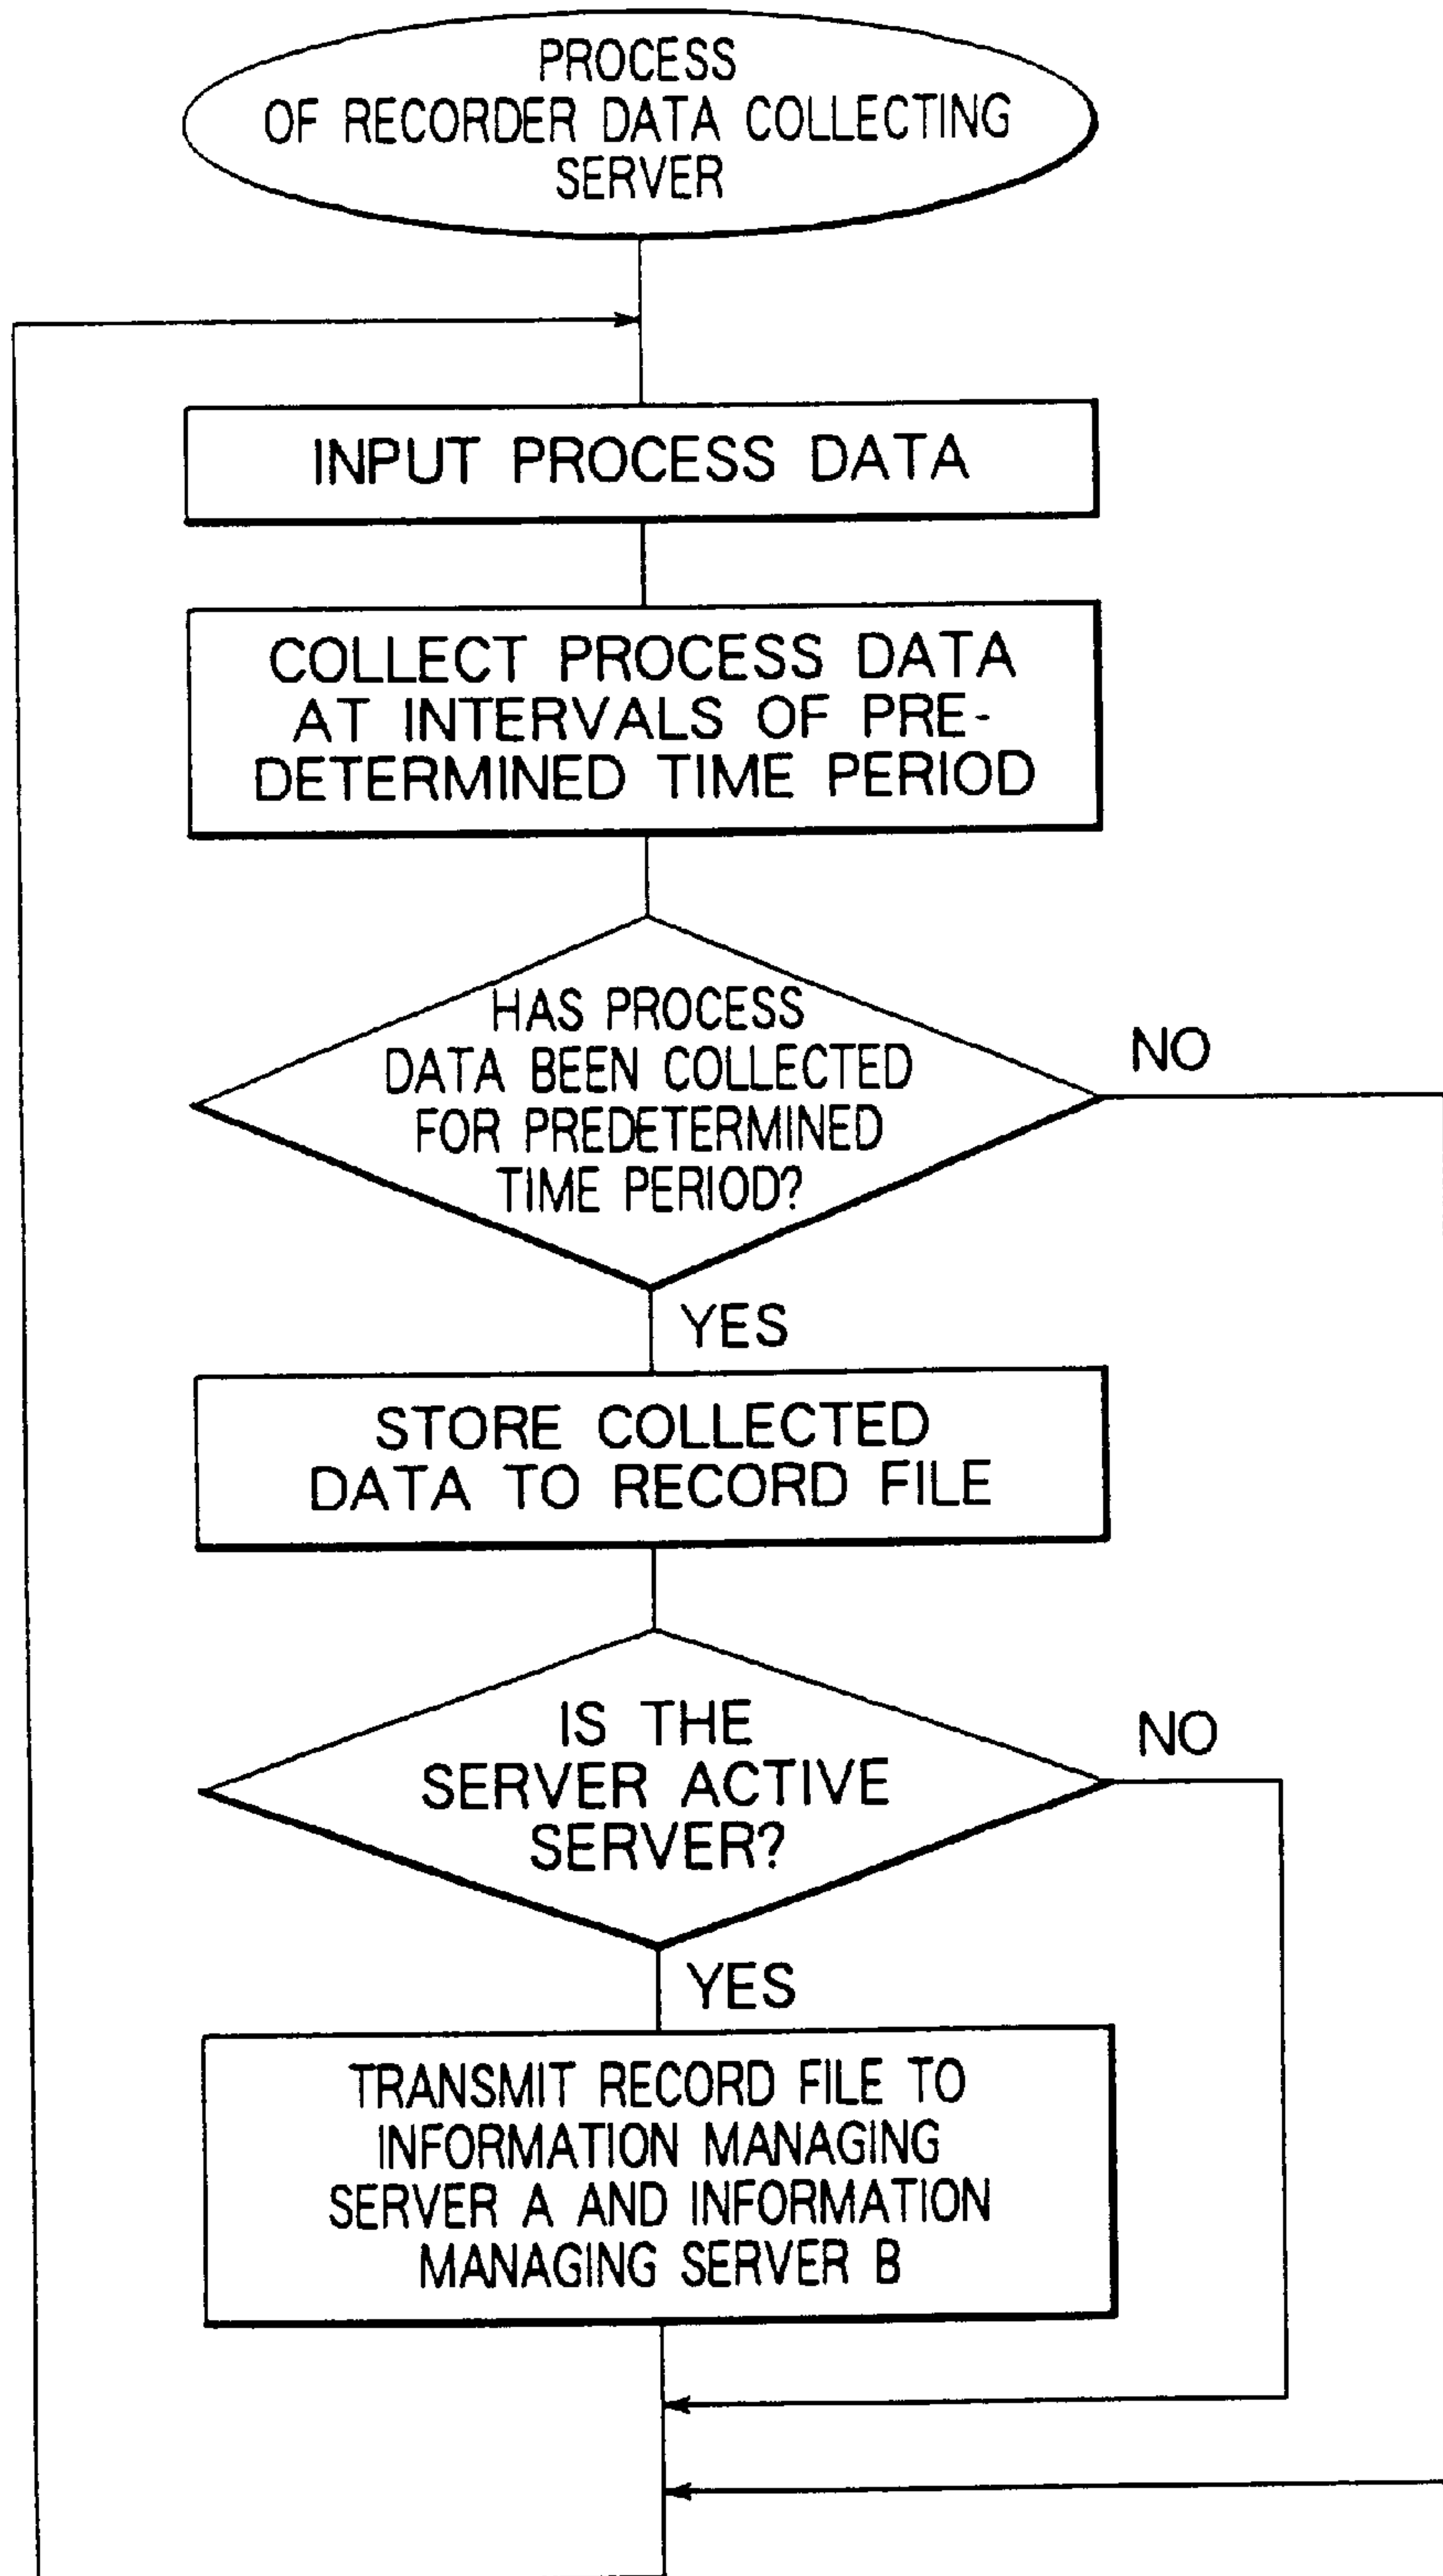 PROCESS
OF RECORDER DATA COLLECTING
SERVER
INPUT PROCESS DATA
COLLECT PROCESS DATA
AT INTERVALS OF PRE-
DETERMINED TIME PERIOD
HAS PROCESS
DATA BEEN COLLECTED
FOR PREDETERMINED
TIME PERIOD?
NO
YES
STORE COLLECTED
DATA TO RECORD FILE
IS THE
SERVER ACTIVE
SERVER?
NO
YES
TRANSMIT RECORD FILE TO
INFORMATION MANAGING
SERVER A AND INFORMATION
MANAGING SERVER B